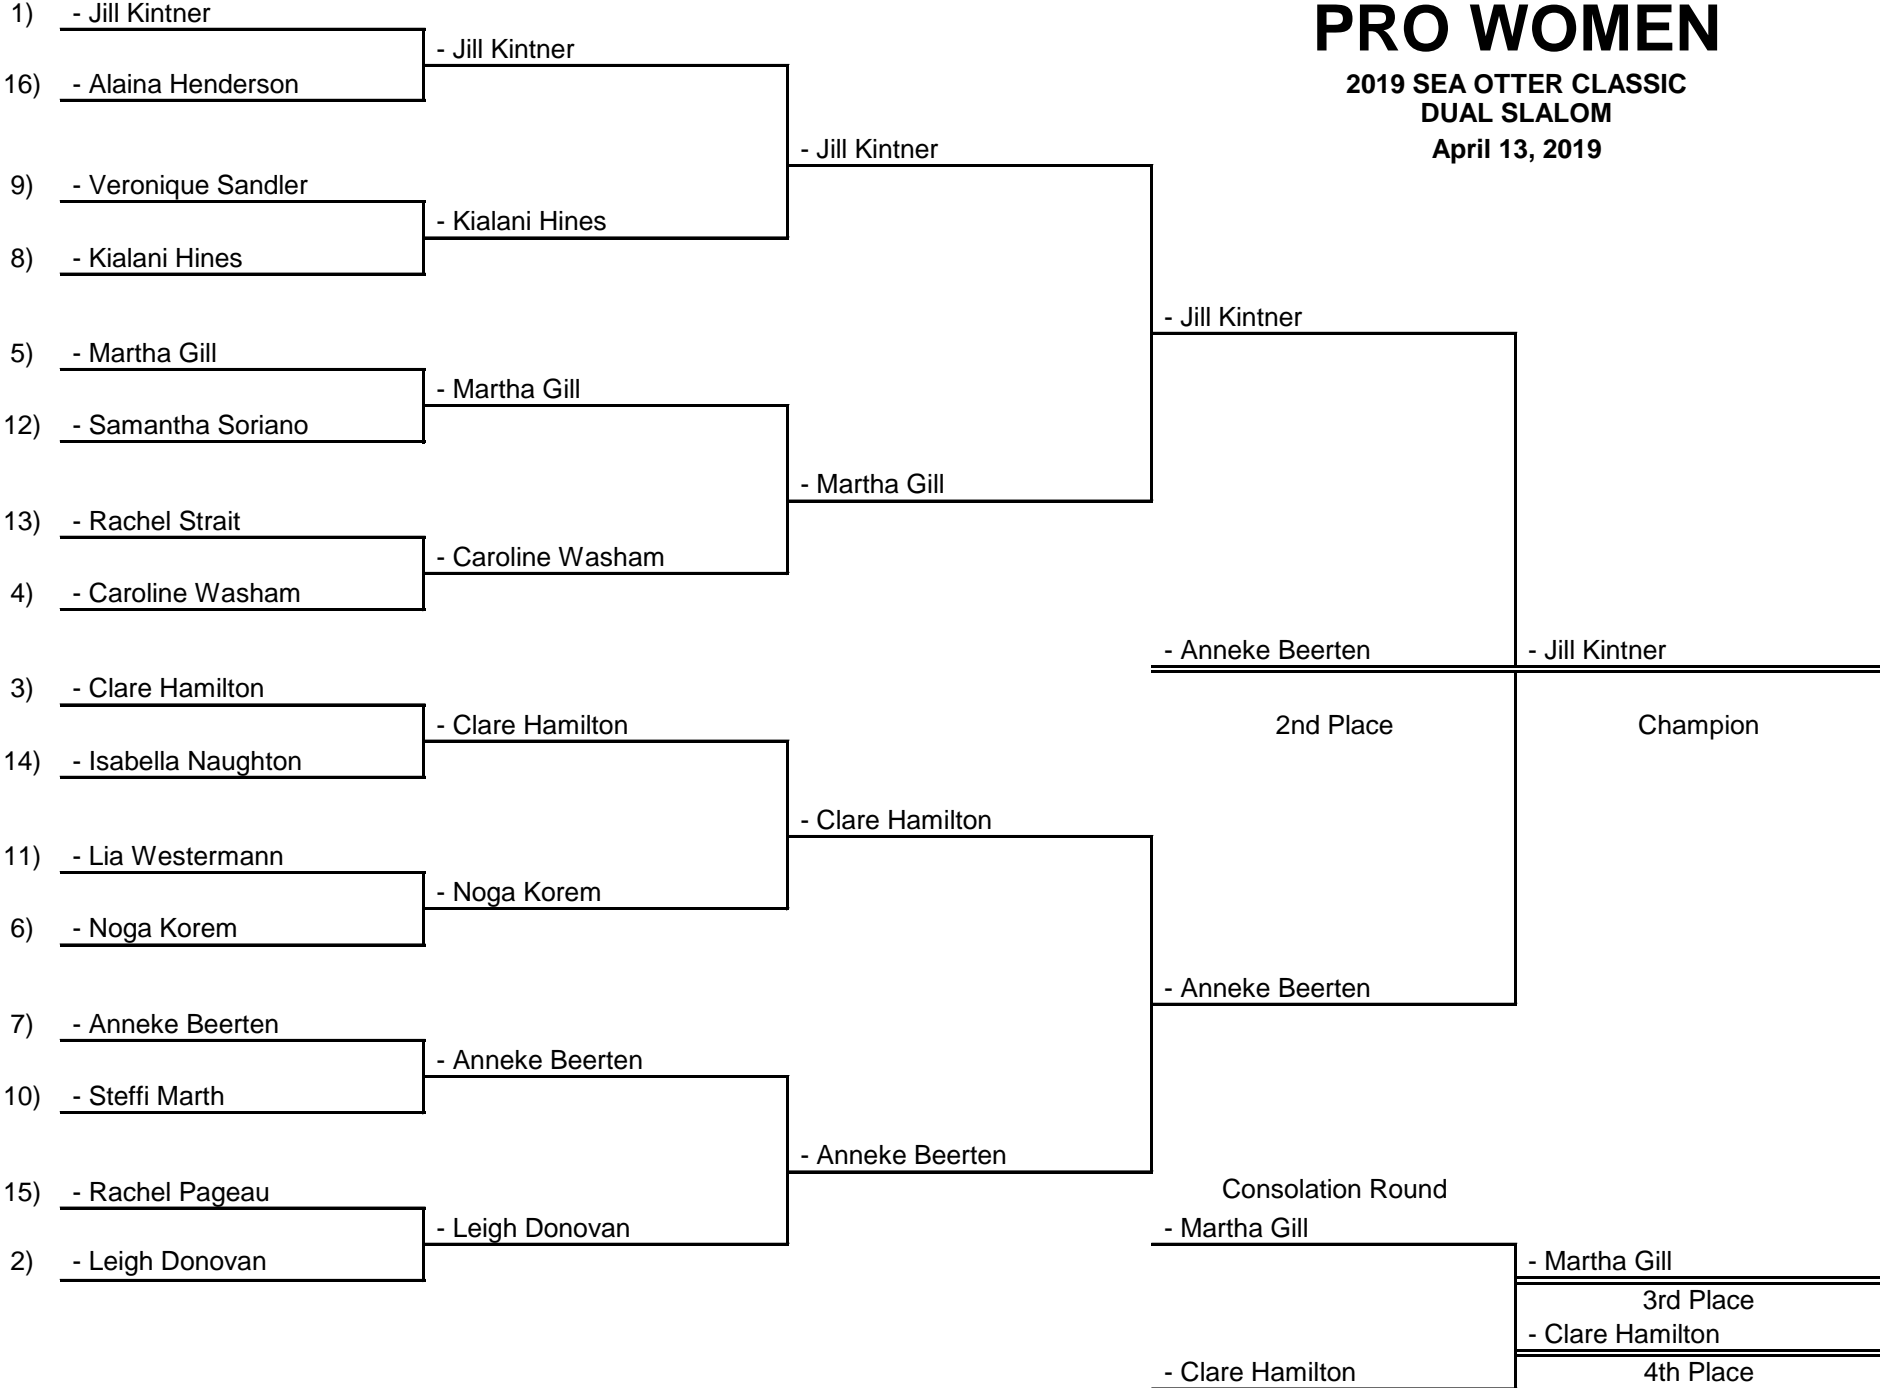 PRO WOMEN
2019 SEA OTTER CLASSIC
DUAL SLALOM
April 13, 2019
1) - Jill Kintner
16) - Alaina Henderson
9) - Veronique Sandler
8) - Kialani Hines
5) - Martha Gill
12) - Samantha Soriano
13) - Rachel Strait
4) - Caroline Washam
3) - Clare Hamilton
14) - Isabella Naughton
11) - Lia Westermann
6) - Noga Korem
7) - Anneke Beerten
10) - Steffi Marth
15) - Rachel Pageau
2) - Leigh Donovan
- Jill Kintner
- Kialani Hines
- Martha Gill
- Caroline Washam
- Clare Hamilton
- Noga Korem
- Anneke Beerten
- Leigh Donovan
- Jill Kintner
- Martha Gill
- Clare Hamilton
- Anneke Beerten
- Jill Kintner
- Anneke Beerten
2nd Place
- Anneke Beerten
- Jill Kintner
Champion
Consolation Round
- Martha Gill
- Clare Hamilton
- Martha Gill
3rd Place
- Clare Hamilton
4th Place